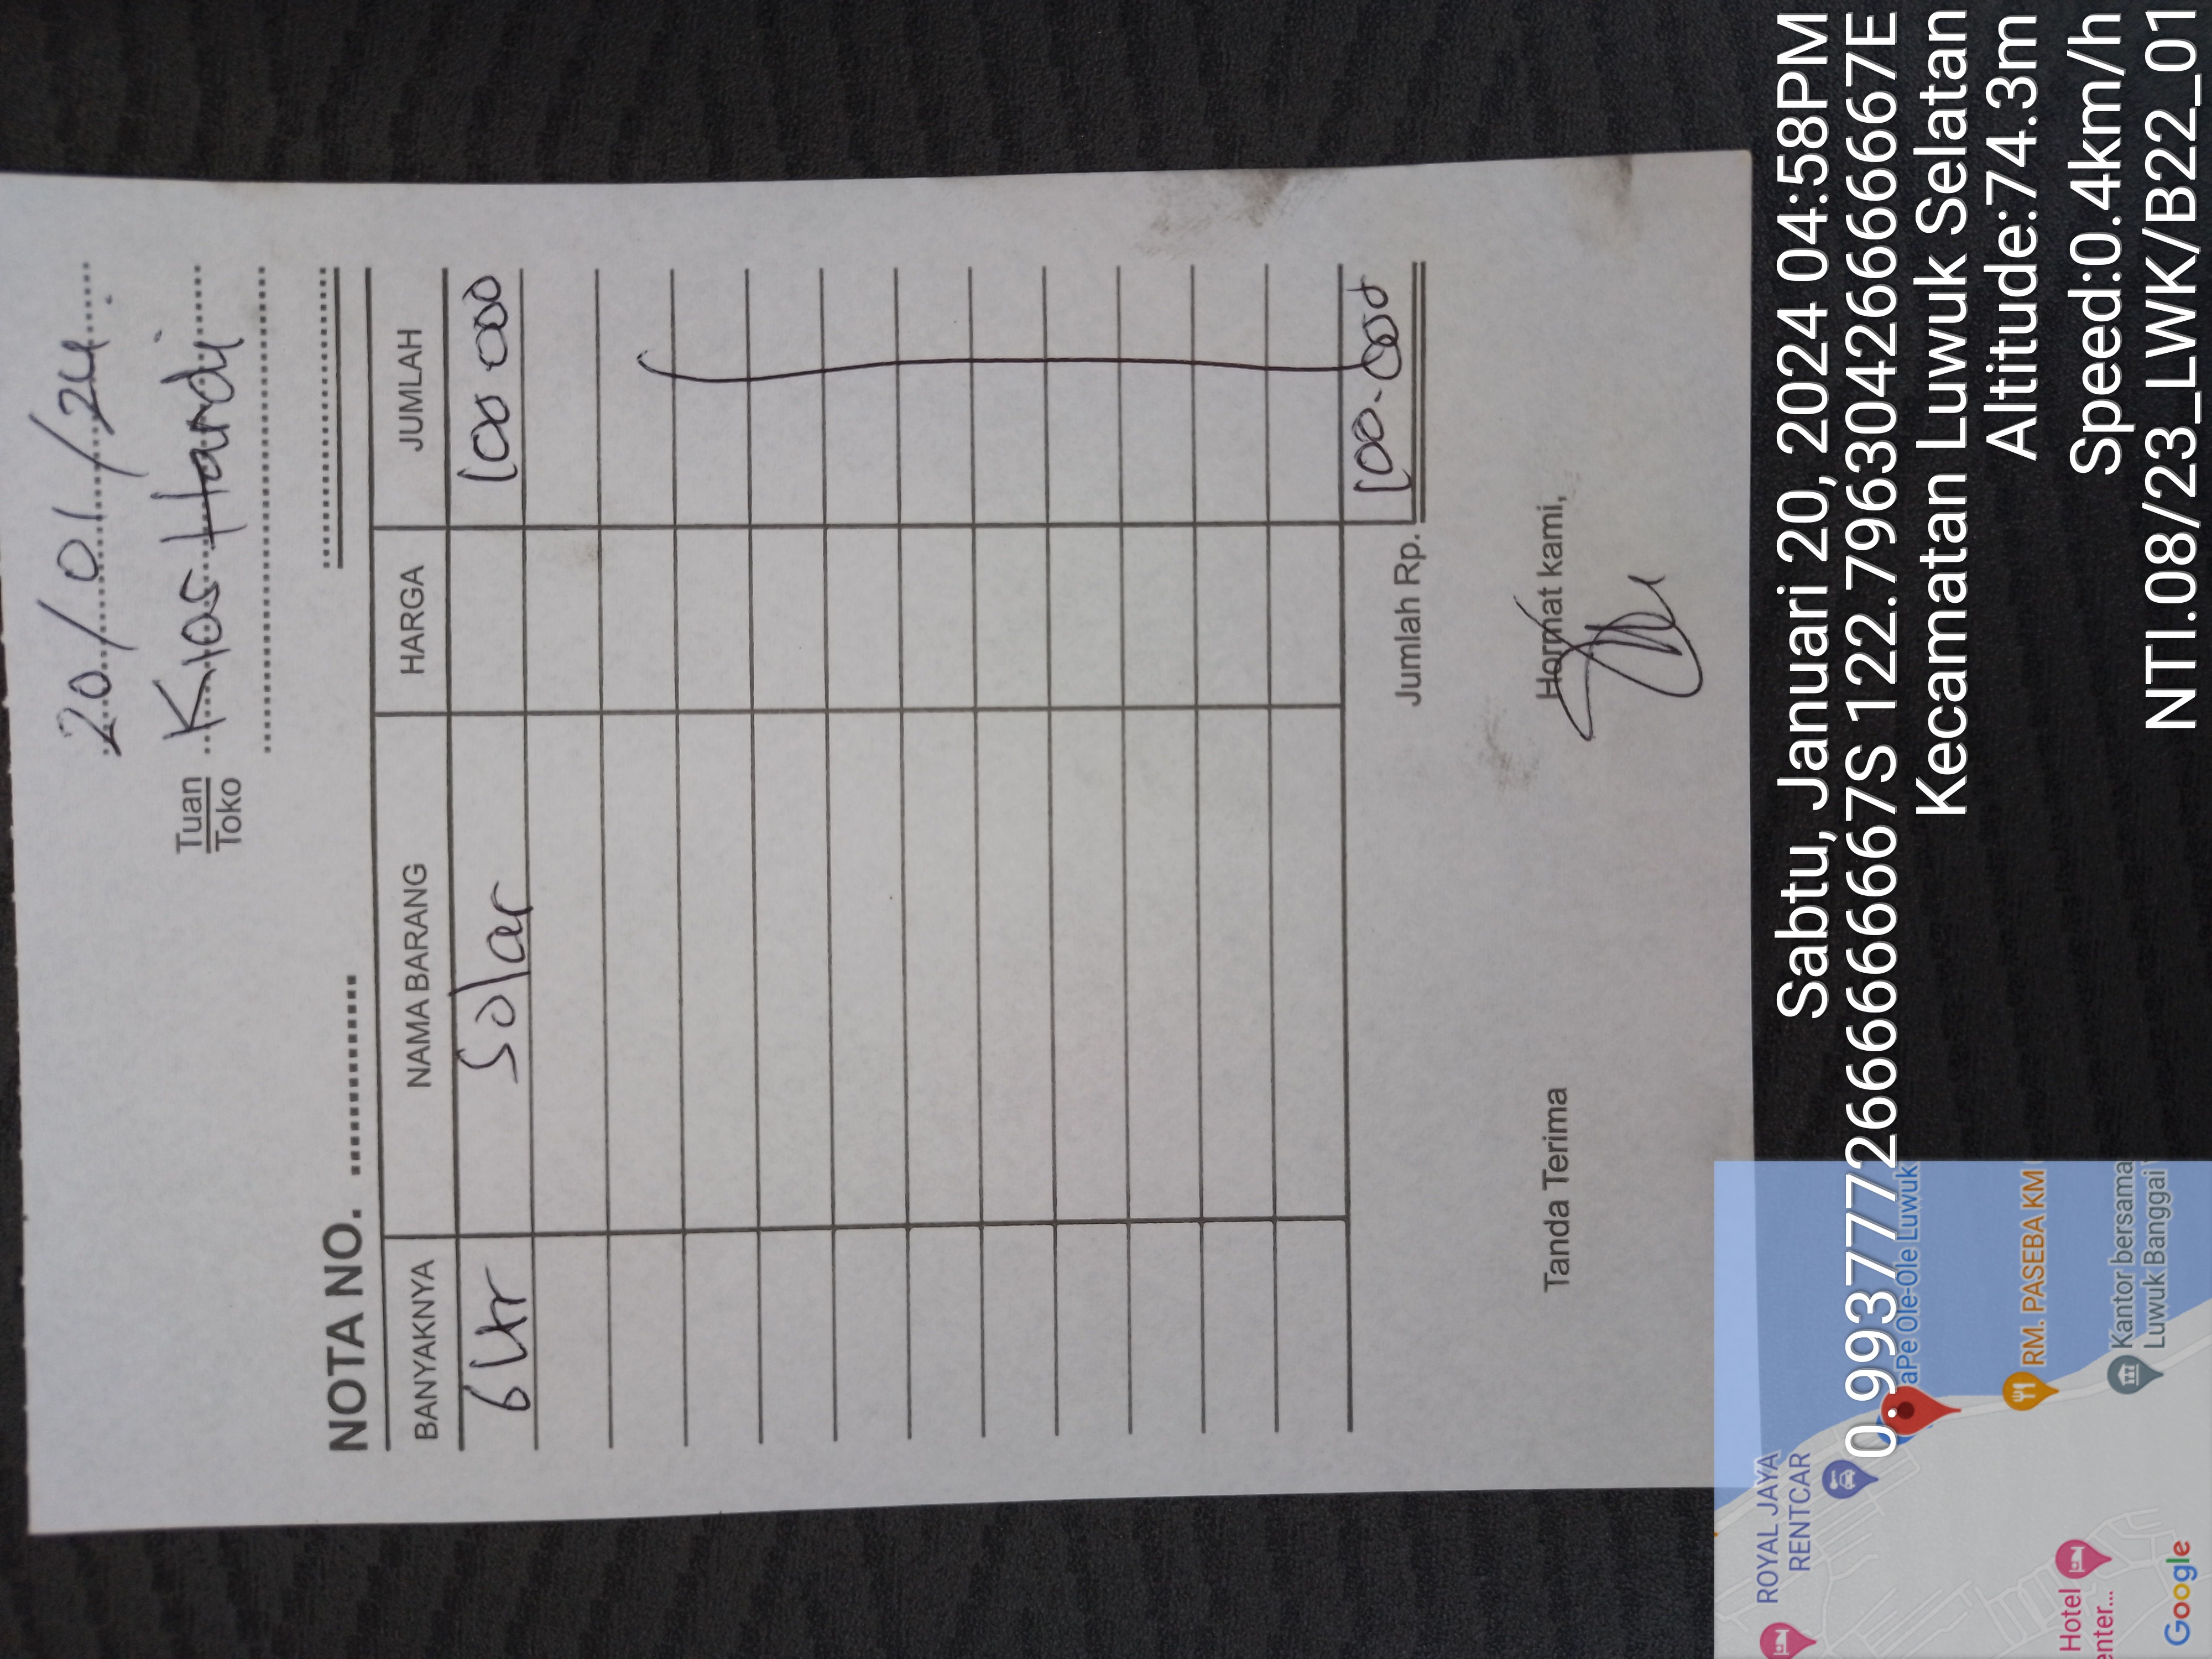 20/01/24
Tuan
Toko
Kios Hardi
NOTA NO. ............
BANYAKNYA NAMA BARANG HARGA JUMLAH
6 Ltr Solar 100 000
Jumlah Rp. 100.000
Tanda Terima Hormat kami,
Sabtu, Januari 20, 2024 04:58PM
0.9937772666666667S 122.79630426666667E
Kecamatan Luwuk Selatan
Altitude:74.3m
Speed:0.4km/h
NTI.08/23_LWK/B22_01
ROYAL JAYA
RENTCAR
aPe Ole-Ole Luwuk
RM. PASEBA KM
Kantor bersama
Luwuk Banggai
Hotel
enter...
Google